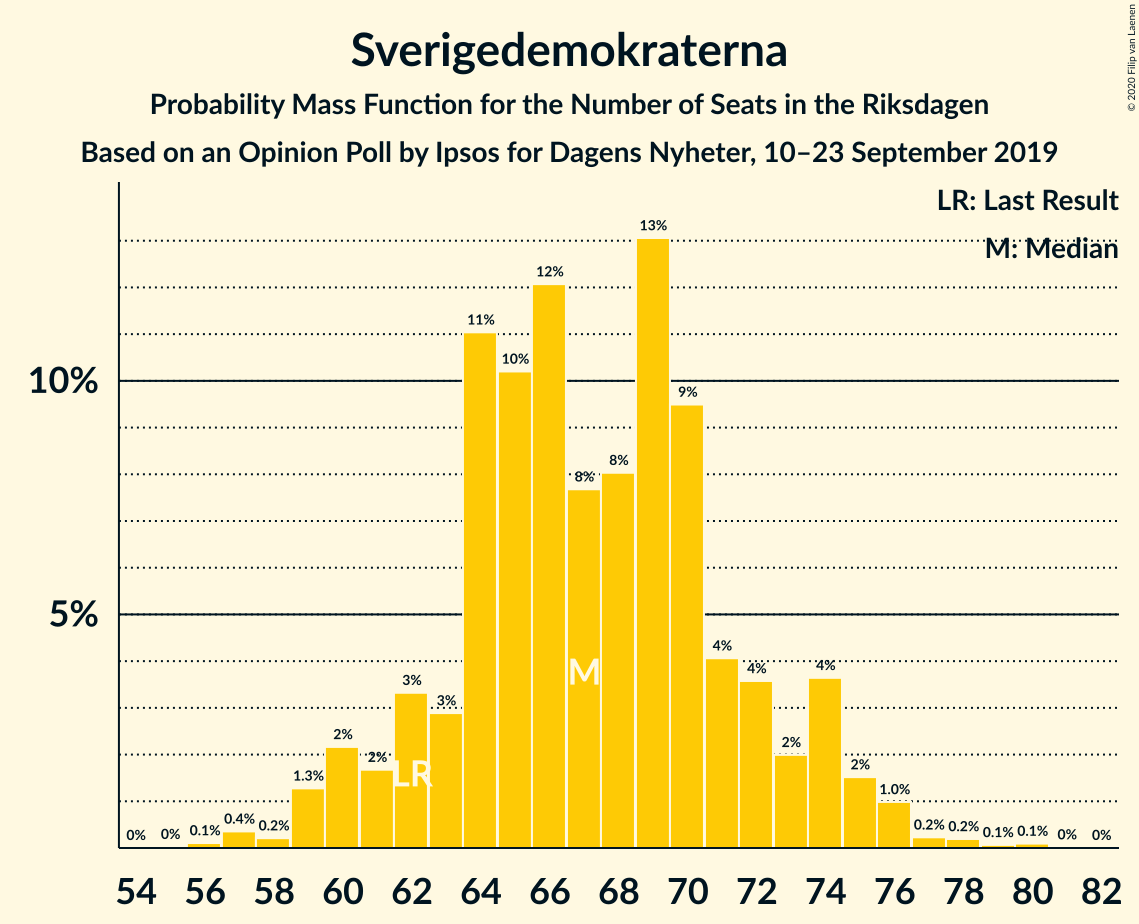 Sverigedemokraterna
Probability Mass Function for the Number of Seats in the Riksdagen
Based on an Opinion Poll by Ipsos for Dagens Nyheter, 10–23 September 2019
© 2020 Filip van Laenen
LR: Last Result
M: Median
10%
5%
0% 0% 0.1% 0.4% 0.2% 1.3% 2% 2% 3% 3% 11% 10% 12% 8% 8% 13% 9% 4% 4% 2% 4% 2% 1.0% 0.2% 0.2% 0.1% 0.1% 0% 0%
M
LR
54 56 58 60 62 64 66 68 70 72 74 76 78 80 82